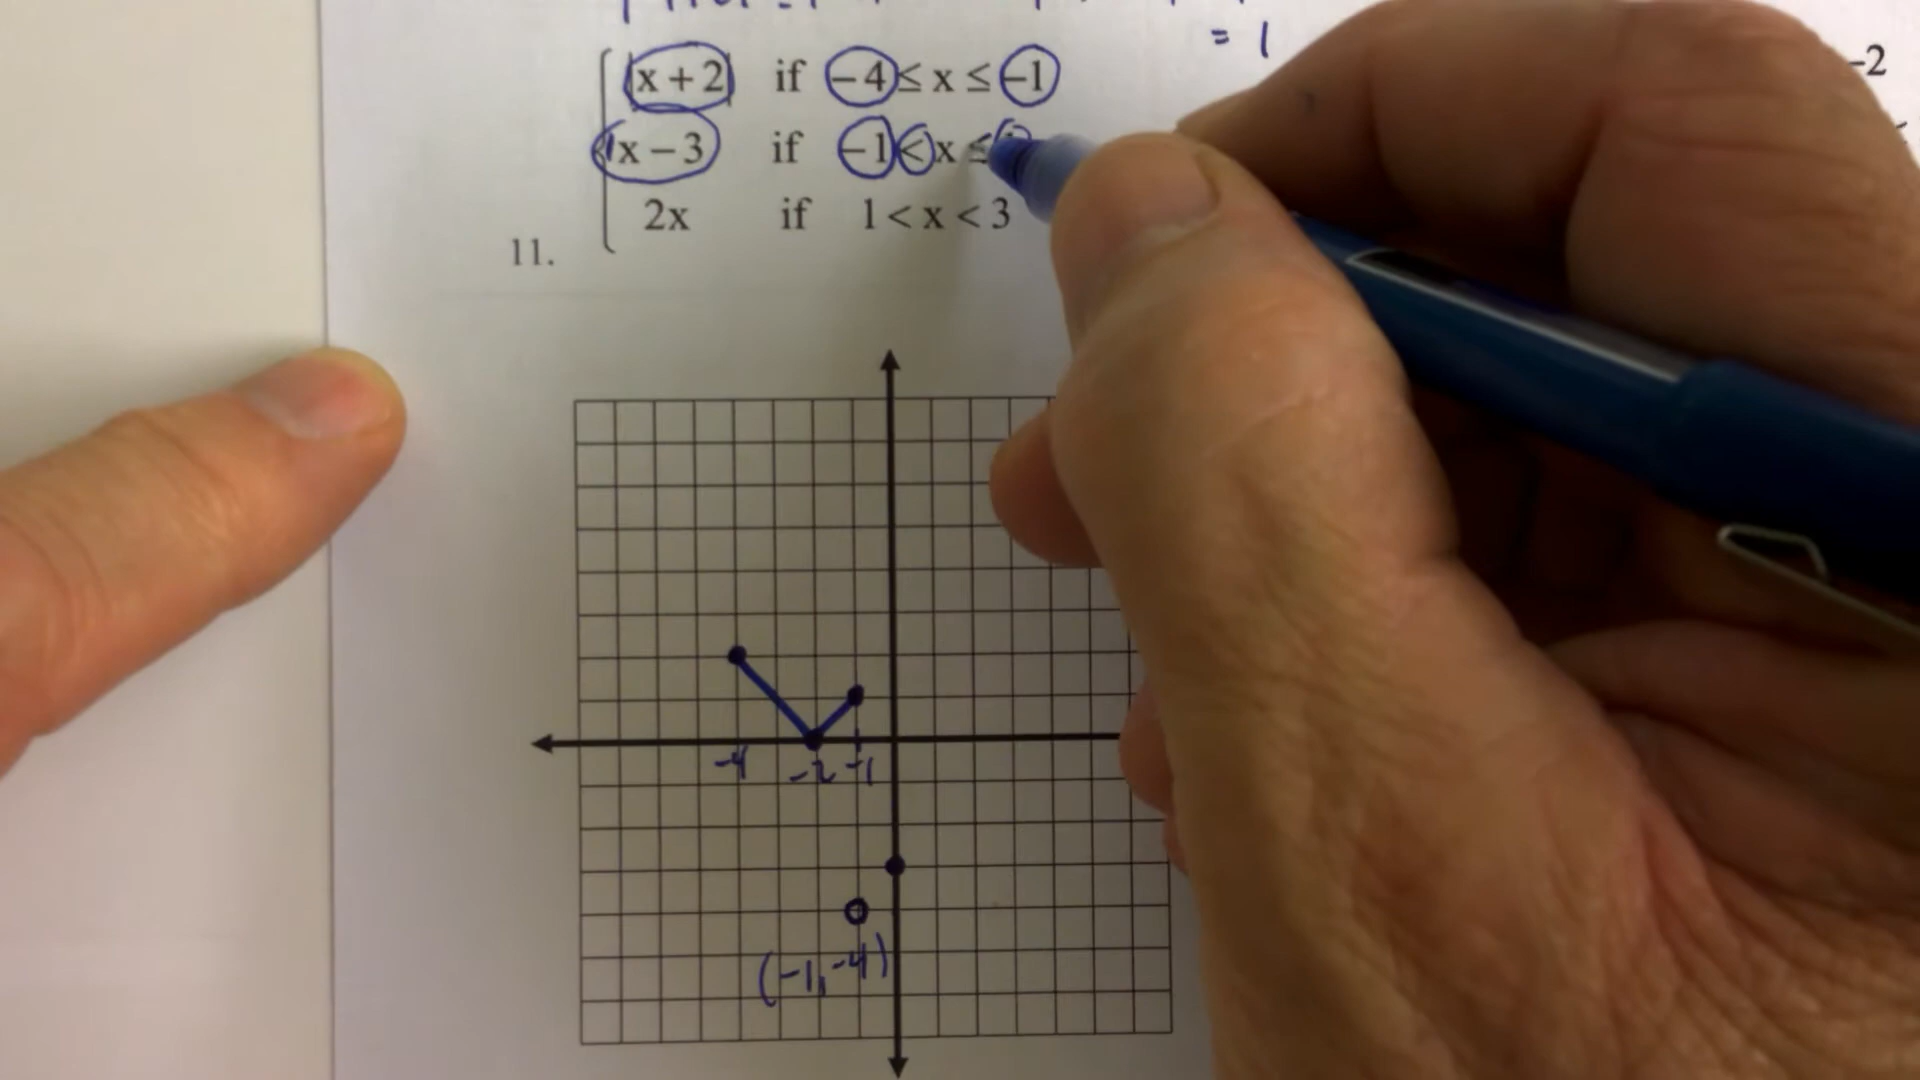 = 1
|x + 2| if −4 ≤ x ≤ −1
1x − 3 if −1 < x ≤
2x if 1 < x < 3
11.
-2
-4 -2 -1
(-1, -4)